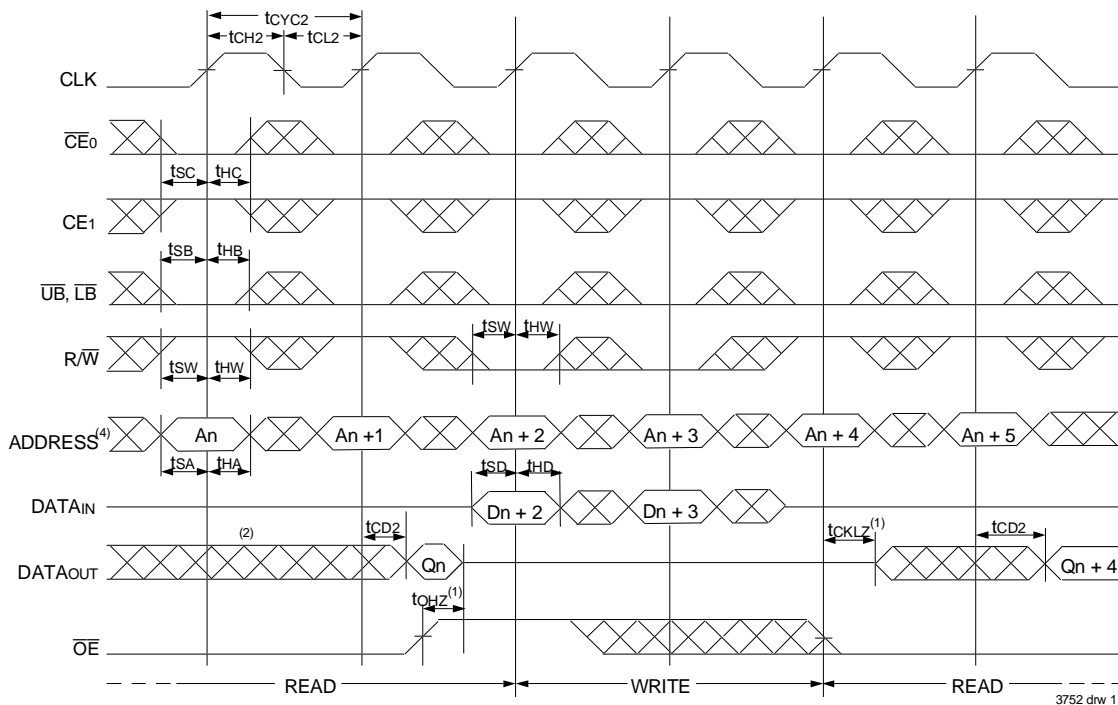 tCYC2
tCH2 tCL2
CLK
CE0
tSC tHC
CE1
tSB tHB
UB, LB
tSW tHW
R/W
tSW tHW
ADDRESS(4) An An +1 An + 2 An + 3 An + 4 An + 5
tSA tHA
tSD tHD
DATAIN Dn + 2 Dn + 3
(2) tCD2 tCKLZ(1) tCD2
DATAOUT Qn Qn + 4
tOHZ(1)
OE
READ WRITE READ
3752 drw 1